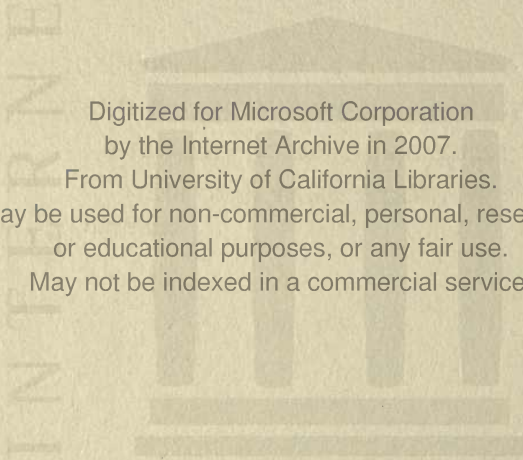 Digitized for Microsoft Corporation
by the Internet Archive in 2007.
From University of California Libraries.
ay be used for non-commercial, personal, rese
or educational purposes, or any fair use.
May not be indexed in a commercial service
INTERNE